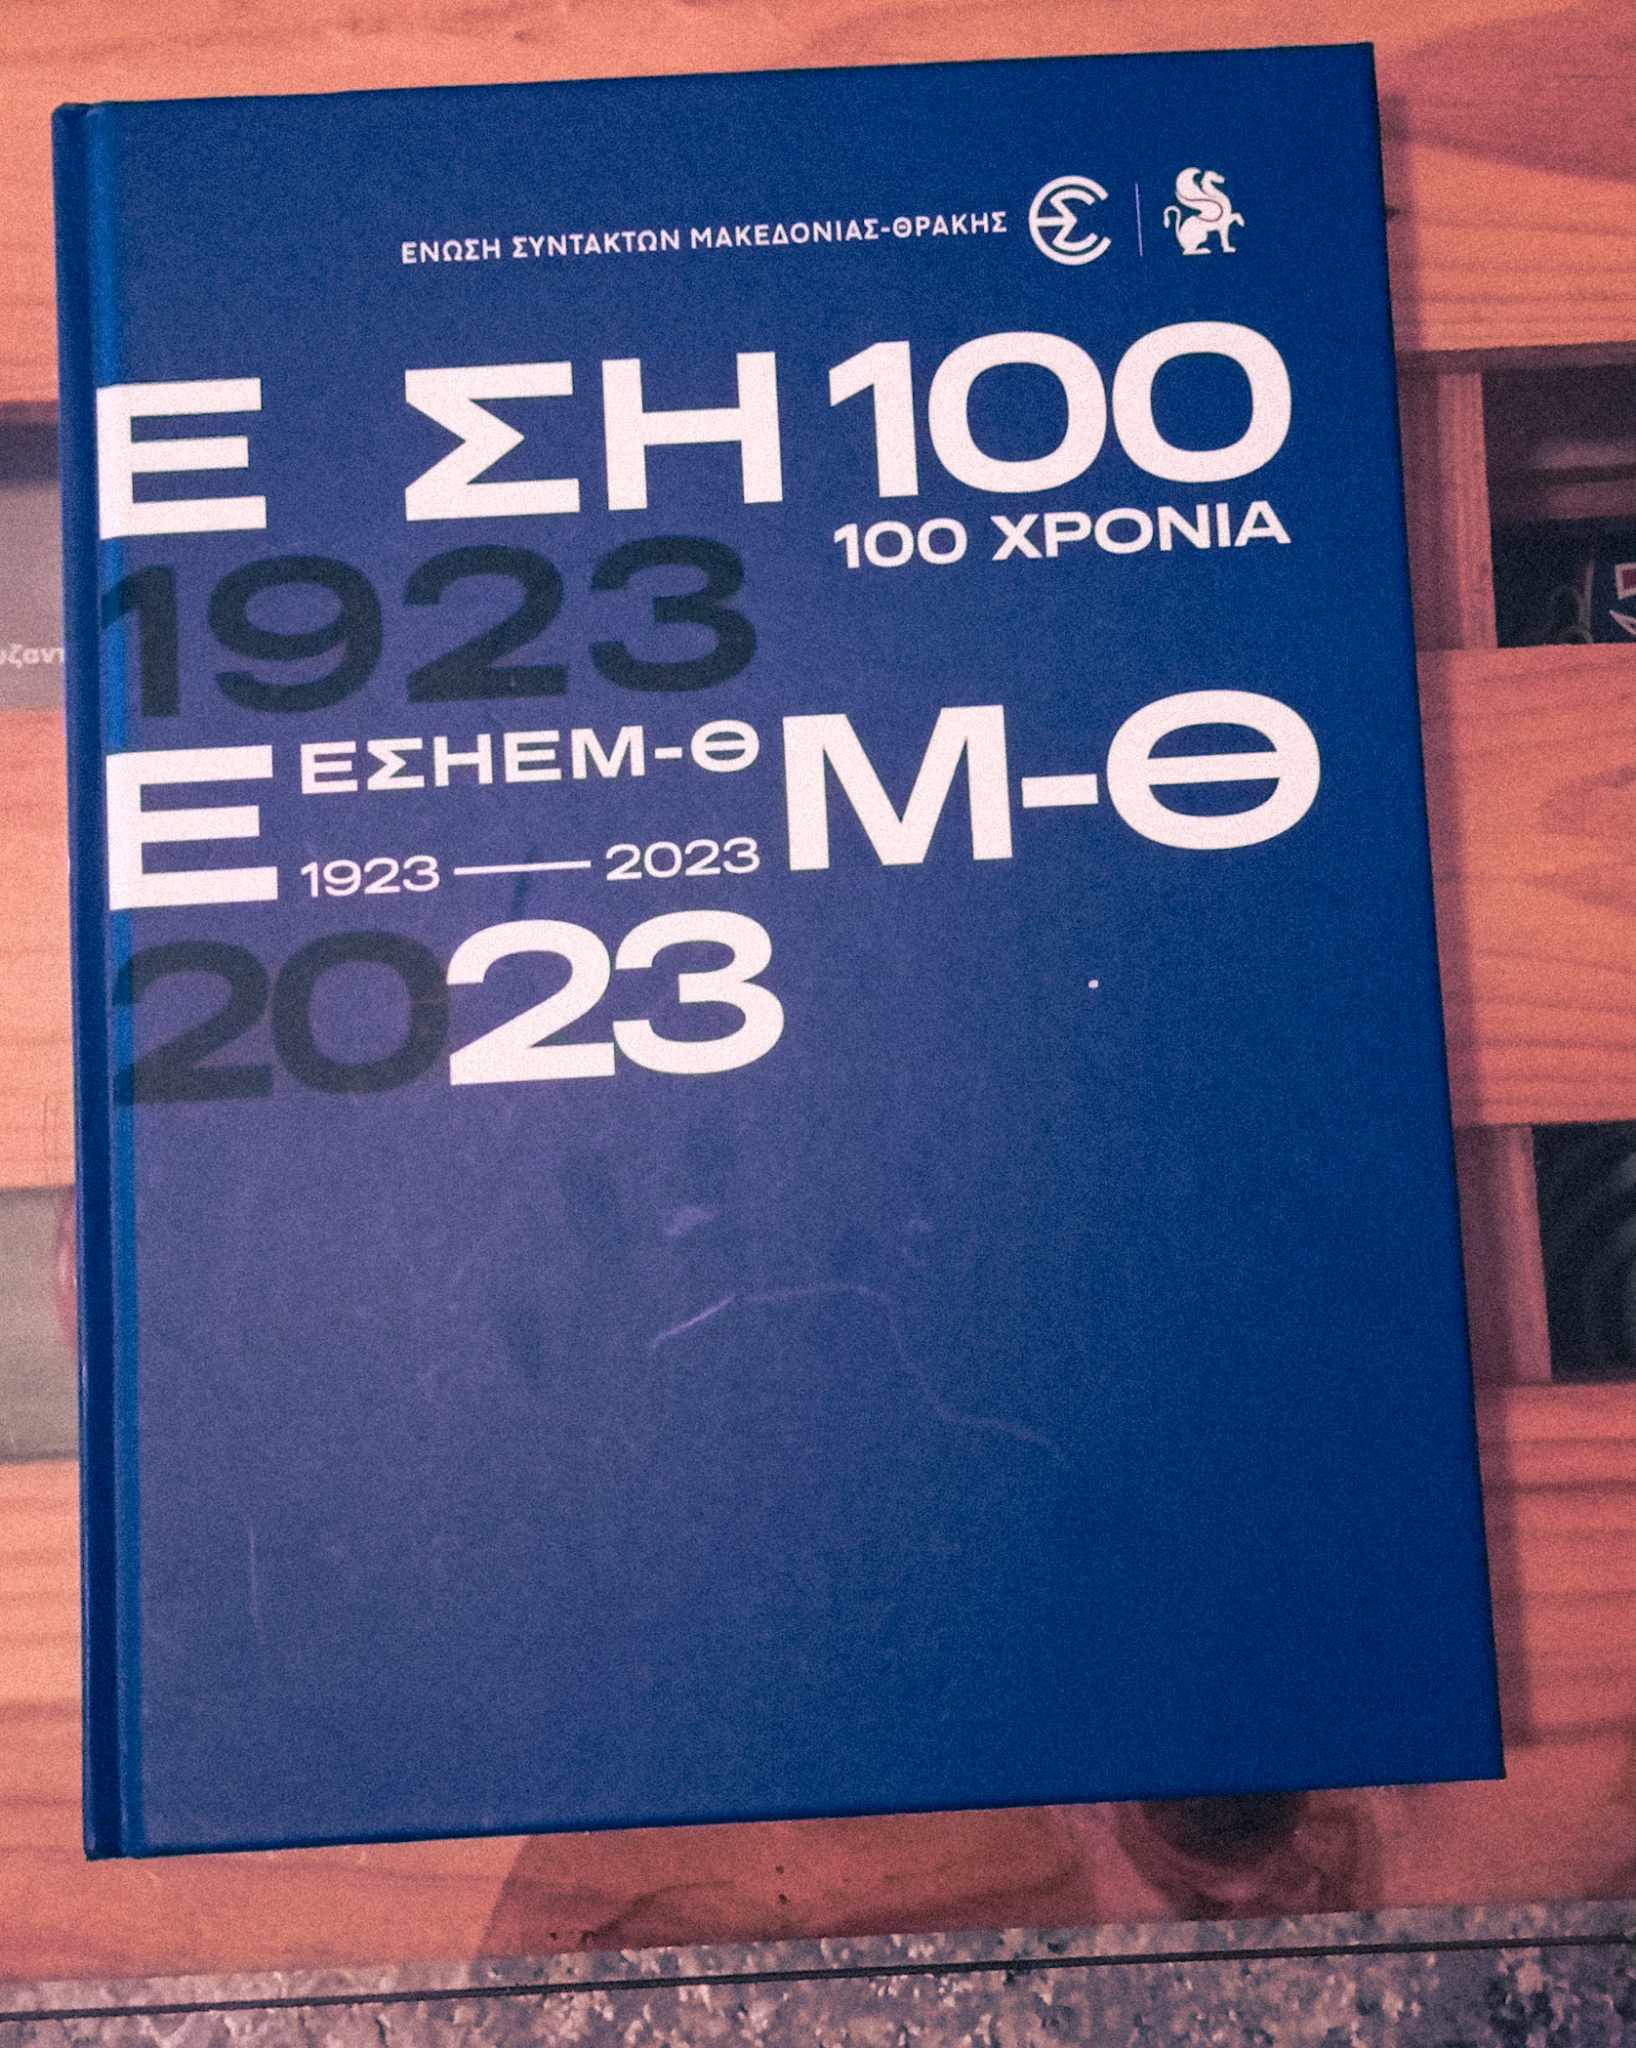 ΕΝΩΣΗ ΣΥΝΤΑΚΤΩΝ ΜΑΚΕΔΟΝΙΑΣ-ΘΡΑΚΗΣ
Ε ΣΗ 100
100 ΧΡΟΝΙΑ
1923
Ε ΕΣΗΕΜ-Θ Μ-Θ
1923 — 2023
2023